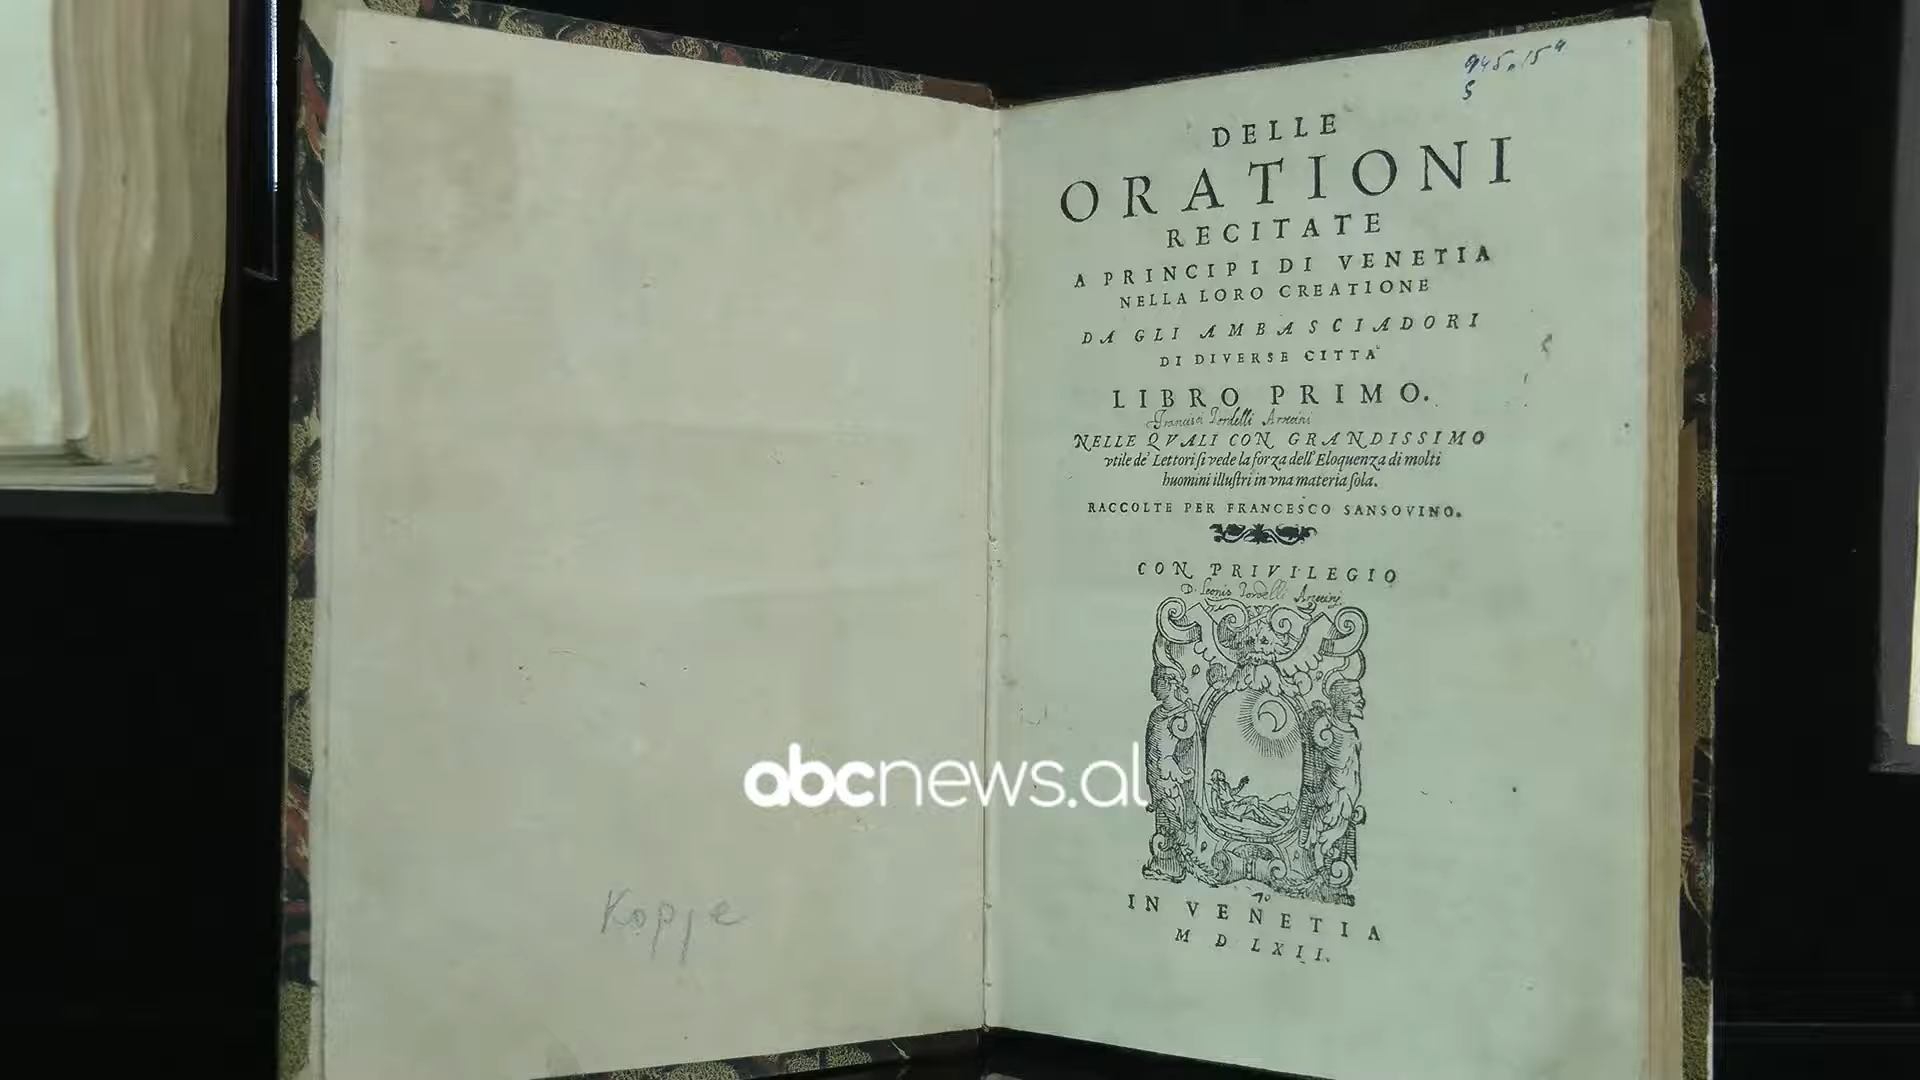 945.15"
S
DELLE
ORATIONI
RECITATE
A PRINCIPI DI VENETIA
NELLA LORO CREATIONE
DA GLI AMBASCIADORI
DI DIVERSE CITTA'
LIBRO PRIMO.
NELLE QVALI CON GRANDISSIMO
vtile de' Lettori ſi vede la forza dell' Eloquenza di molti
huomini illuſtri in vna materia ſola.
RACCOLTE PER FRANCESCO SANSOVINO.
CON PRIVILEGIO
abcnews.al
Kopje
IN VENETIA
M D LXII.